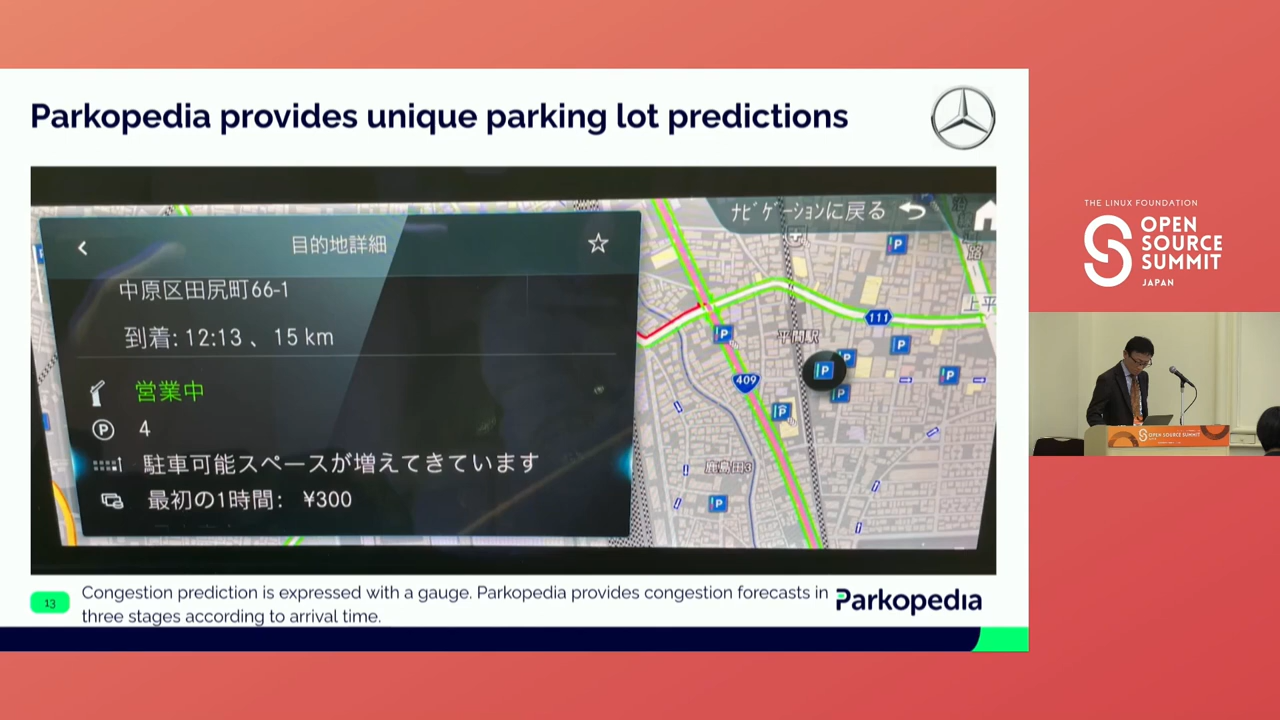 Parkopedia provides unique parking lot predictions
目的地詳細
中原区田尻町66-1
到着: 12:13 、 15 km
営業中
P 4
駐車可能スペースが増えてきています
最初の1時間: ¥300
ﾅﾋﾞｹﾞｰｼｮﾝに戻る
路
上平
111
平間駅
409
鹿島田3
P
P
P
P
P
P
P
P
P
13
Congestion prediction is expressed with a gauge. Parkopedia provides congestion forecasts in
three stages according to arrival time.
Parkopedia
THE LINUX FOUNDATION
OPEN
SOURCE
SUMMIT
JAPAN
OPEN SOURCE SUMMIT